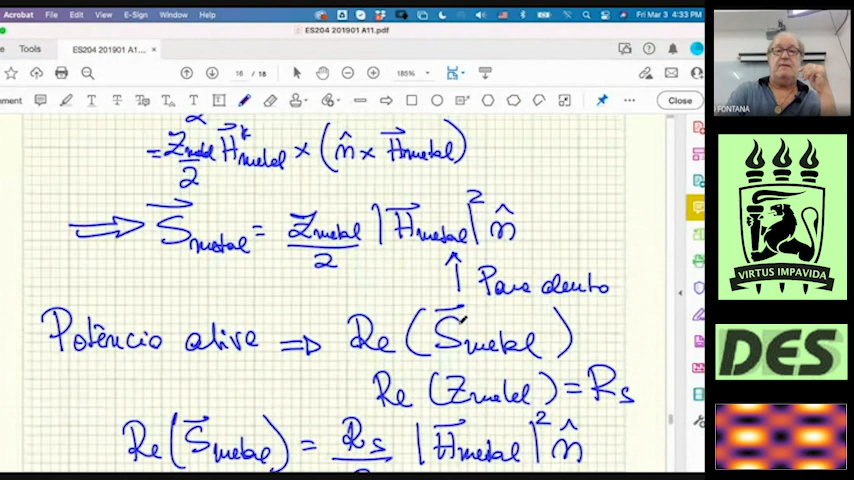 Acrobat File Edit View E-Sign Window Help Fri Mar 3 4:33 PM
ES204 201901 A11.pdf
Tools ES204 201901 A1... ×
16 / 18 185%
Close
= Zmetal/2 H*metal × (n̂ × Hmetal)
FONTANA
⇒ Smetal = Zmetal/2 |Hmetal|² n̂
↑ Para dentro
VIRTUS IMPAVIDA
Potência ativa ⇒ Re(Smetal)
DES
Re(Zmetal) = Rs
Re(Smetal) = Rs |Hmetal|² n̂